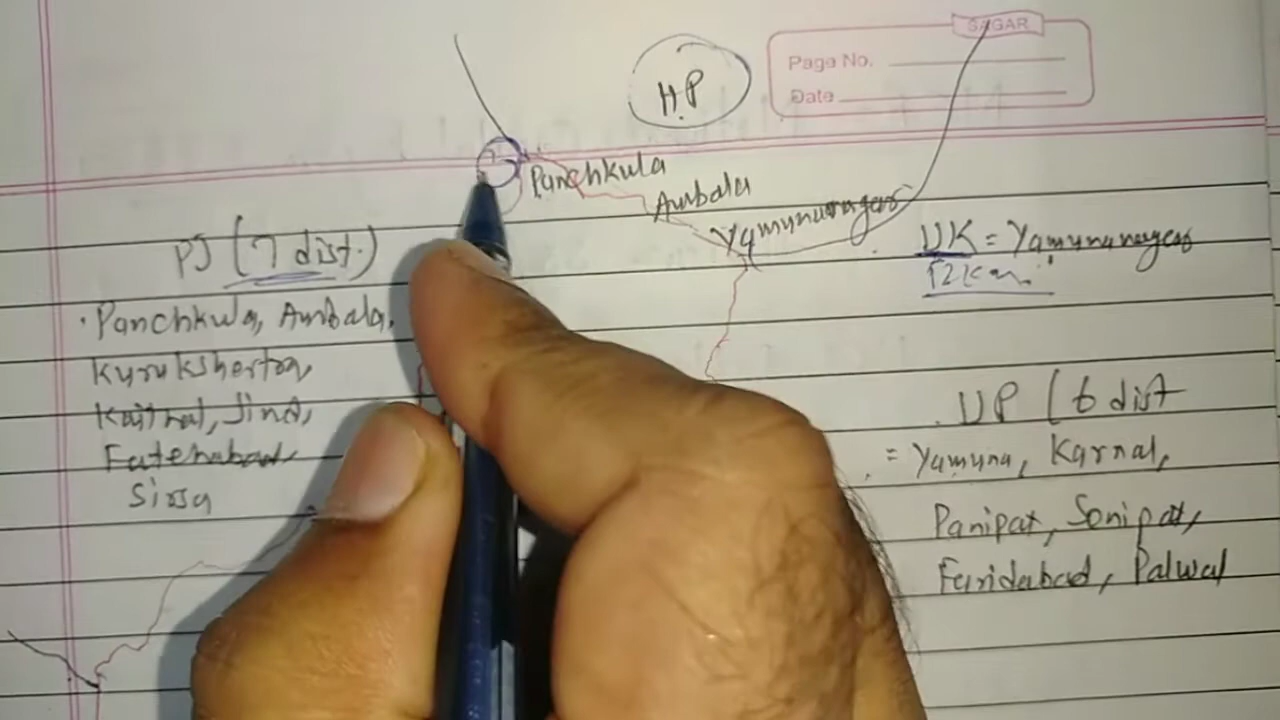 SAGAR
Page No.
Date
H.P
Panchkula
Ambala
Yamunanagar
PJ (7 dist.)
Panchkula, Ambala,
Kurukshertra,
Kaithal, Jind,
Fatehabad,
Sirsa
UK = Yamunanagar
UP ( 6 dist
= Yamuna, Karnal,
Panipat, Sonipat,
Faridabad, Palwal